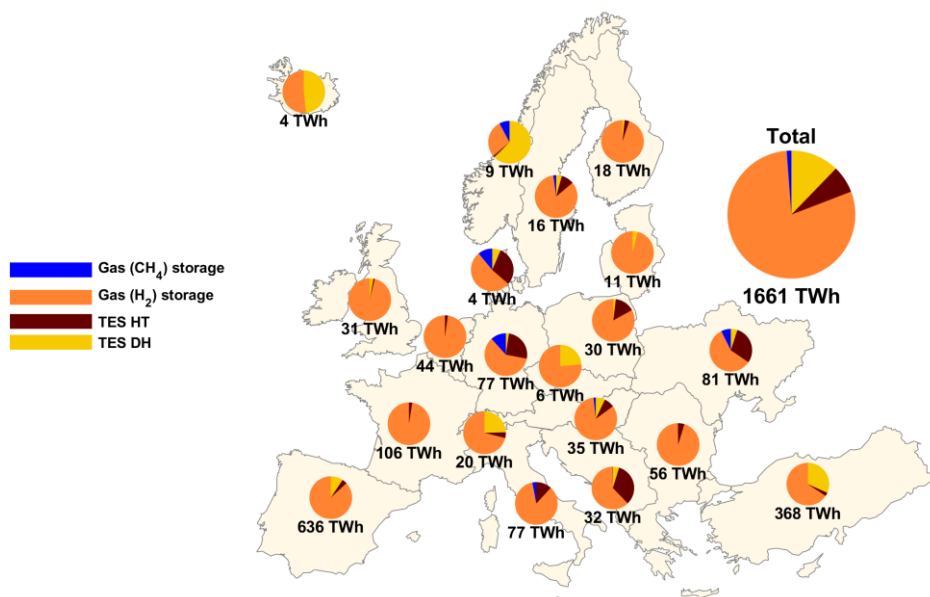 4 TWh
9 TWh
18 TWh
Total
16 TWh
11 TWh
1661 TWh
Gas (CH₄) storage
Gas (H₂) storage
TES HT
TES DH
4 TWh
31 TWh
44 TWh
77 TWh
30 TWh
6 TWh
81 TWh
106 TWh
20 TWh
35 TWh
56 TWh
636 TWh
77 TWh
32 TWh
368 TWh